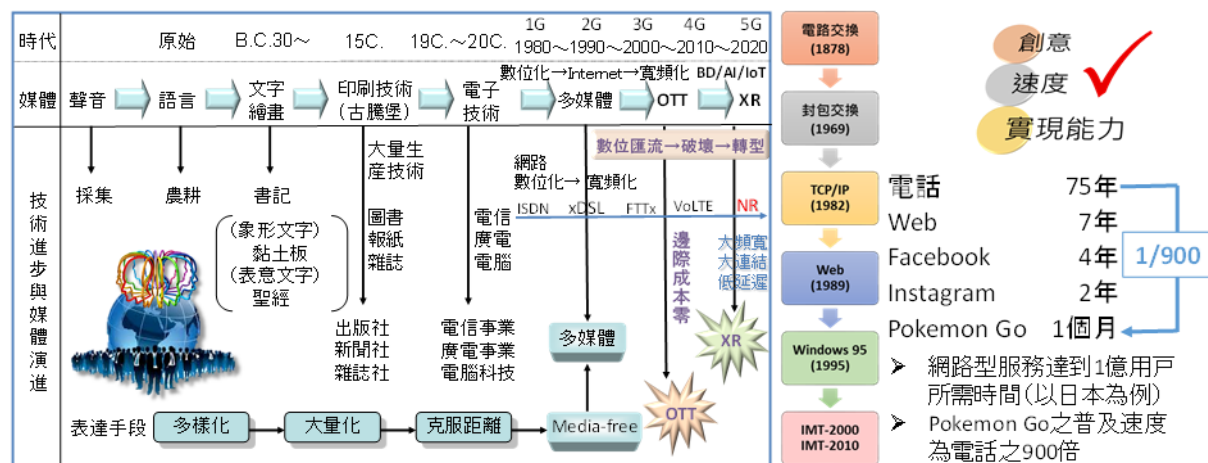 時代
原始
B.C.30～
15C.
19C.～20C.
1G 2G 3G 4G 5G
1980～1990～2000～2010～2020
媒體
聲音
語言
文字
繪畫
印刷技術
(古騰堡)
電子
技術
數位化→Internet→寬頻化 BD/AI/IoT
多媒體
OTT
XR
數位匯流→破壞→轉型
技術進步與媒體演進
採集
農耕
書記
(象形文字)
黏土板
(表意文字)
聖經
大量生
産技術
圖書
報紙
雜誌
出版社
新聞社
雜誌社
電信
廣電
電腦
電信事業
廣電事業
電腦科技
網路
數位化→ 寬頻化
ISDN xDSL FTTx VoLTE NR
邊際成本零
大頻寬
大連結
低延遲
多媒體
XR
OTT
表達手段
多樣化
大量化
克服距離
Media-free
電路交換
(1878)
封包交換
(1969)
TCP/IP
(1982)
Web
(1989)
Windows 95
(1995)
IMT-2000
IMT-2010
創意
速度
實現能力
電話 75年
Web 7年
Facebook 4年
Instagram 2年
Pokemon Go 1個月
1/900
➤ 網路型服務達到1億用戸
所需時間(以日本為例)
➤ Pokemon Go之普及速度
為電話之900倍